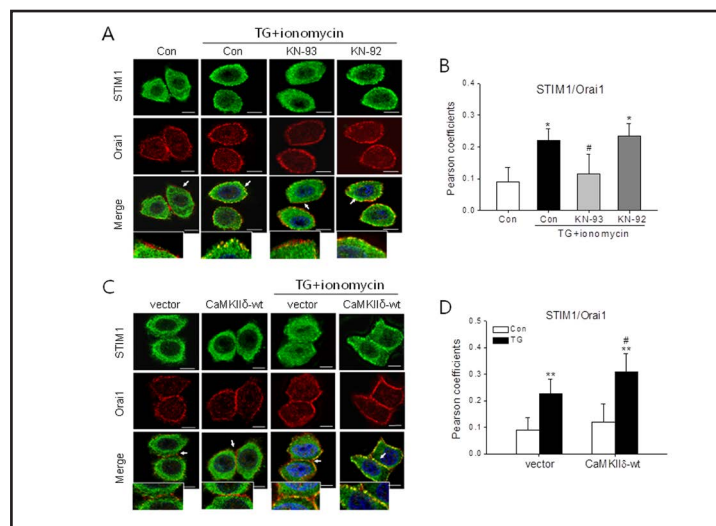 A
TG+ionomycin
Con Con KN-93 KN-92
STIM1
Orai1
Merge
B
STIM1/Orai1
Pearson coefficients
0.4
0.3
0.2
0.1
0.0
* # *
Con Con KN-93 KN-92
TG+ionomycin
C
TG+ionomycin
vector CaMKIIδ-wt vector CaMKIIδ-wt
STIM1
Orai1
Merge
D
STIM1/Orai1
Pearson coefficients
0.5
0.4
0.3
0.2
0.1
0.0
Con
TG
#
** **
vector CaMKIIδ-wt